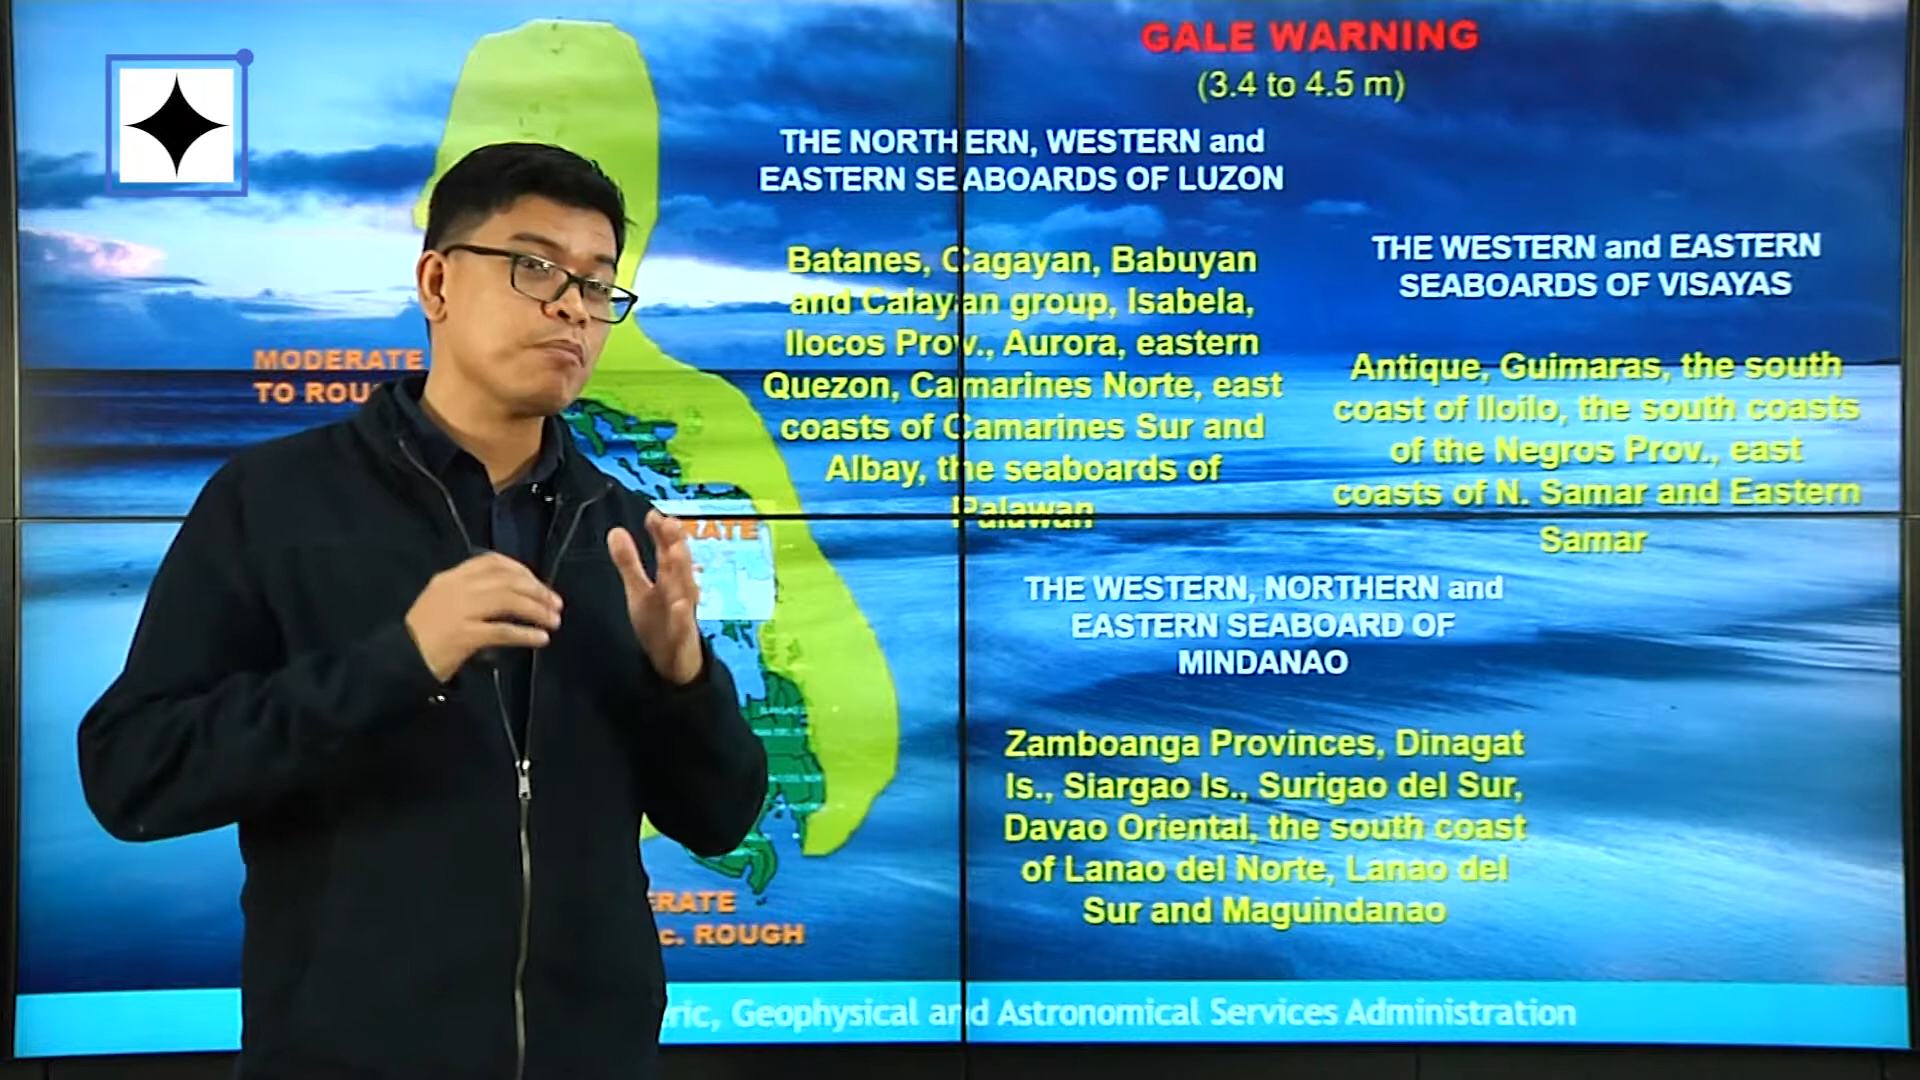 GALE WARNING
(3.4 to 4.5 m)
THE NORTHERN, WESTERN and
EASTERN SEABOARDS OF LUZON
Batanes, Cagayan, Babuyan
and Calayan group, Isabela,
Ilocos Prov., Aurora, eastern
Quezon, Camarines Norte, east
coasts of Camarines Sur and
Albay, the seaboards of
Palawan
THE WESTERN and EASTERN
SEABOARDS OF VISAYAS
Antique, Guimaras, the south
coast of Iloilo, the south coasts
of the Negros Prov., east
coasts of N. Samar and Eastern
Samar
THE WESTERN, NORTHERN and
EASTERN SEABOARD OF
MINDANAO
Zamboanga Provinces, Dinagat
Is., Siargao Is., Surigao del Sur,
Davao Oriental, the south coast
of Lanao del Norte, Lanao del
Sur and Maguindanao
MODERATE
TO ROU
RATE
ERATE
c. ROUGH
ric, Geophysical and Astronomical Services Administration